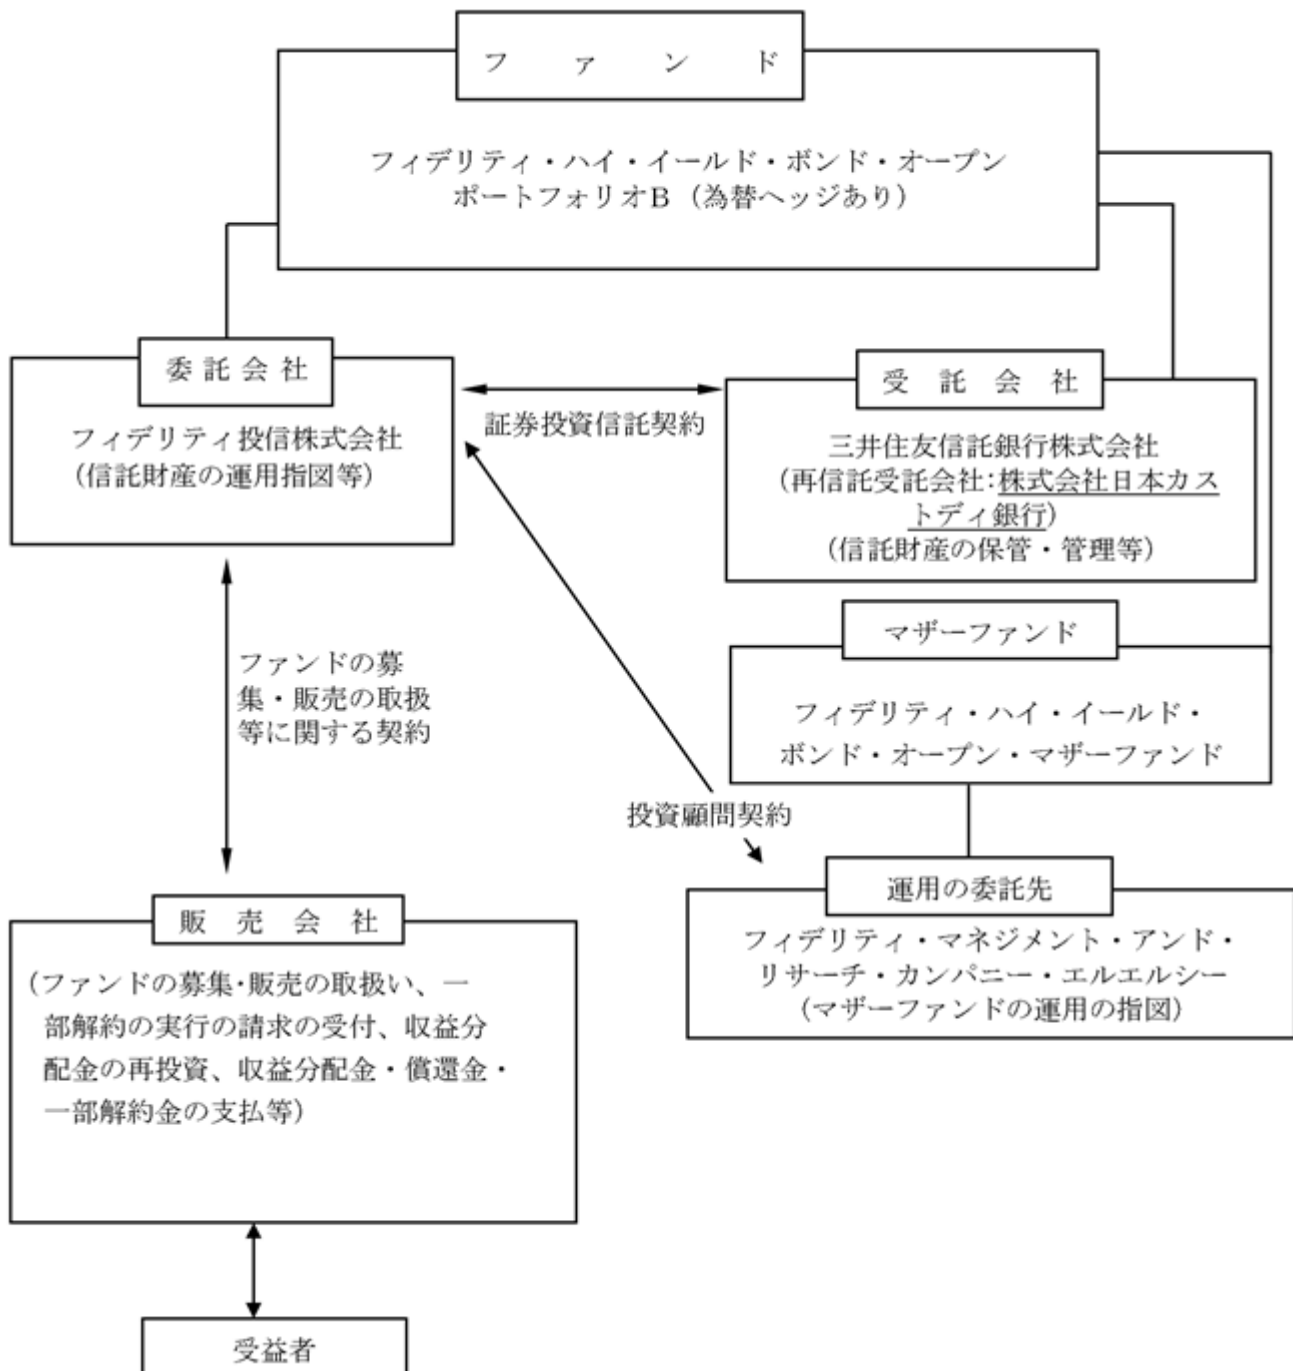 ファンド
フィデリティ・ハイ・イールド・ボンド・オープン
ポートフォリオＢ（為替ヘッジあり）
委託会社
フィデリティ投信株式会社
（信託財産の運用指図等）
証券投資信託契約
受託会社
三井住友信託銀行株式会社
（再信託受託会社：株式会社日本カス
トディ銀行）
（信託財産の保管・管理等）
マザーファンド
フィデリティ・ハイ・イールド・
ボンド・オープン・マザーファンド
ファンドの募
集・販売の取扱
等に関する契約
投資顧問契約
運用の委託先
フィデリティ・マネジメント・アンド・
リサーチ・カンパニー・エルエルシー
（マザーファンドの運用の指図）
販売会社
（ファンドの募集・販売の取扱い、一
部解約の実行の請求の受付、収益分
配金の再投資、収益分配金・償還金・
一部解約金の支払等）
受益者